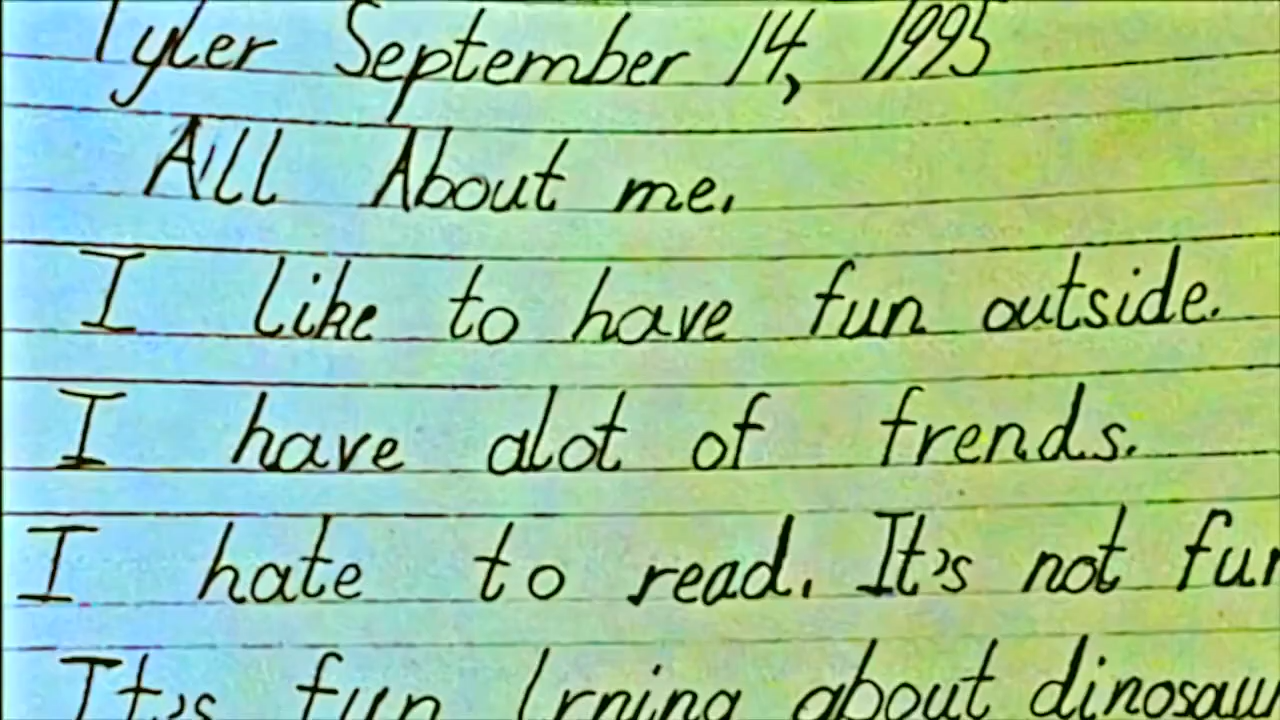 Tyler September 14, 1995
All About me.
I like to have fun outside.
I have alot of frends.
I hate to read. It's not fun
It's fun lrning about